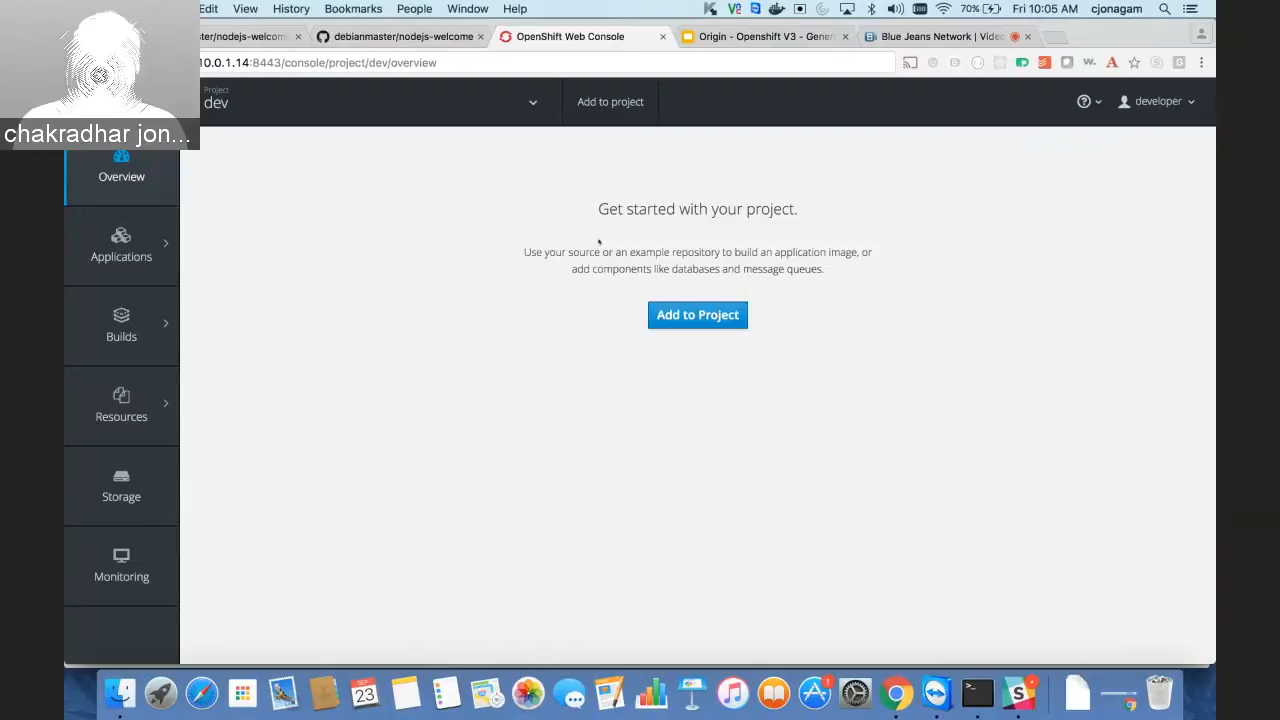 Edit View History Bookmarks People Window Help 70% Fri 10:05 AM cjonagam
ter/nodejs-welcome debianmaster/nodejs-welcome OpenShift Web Console Origin - Openshift V3 - Gener Blue Jeans Network | Video
10.0.1.14:8443/console/project/dev/overview
Project
dev
Add to project
developer
chakradhar jon...
Overview
Applications
Builds
Resources
Storage
Monitoring
Get started with your project.
Use your source or an example repository to build an application image, or
add components like databases and message queues.
Add to Project
SEP
23
1